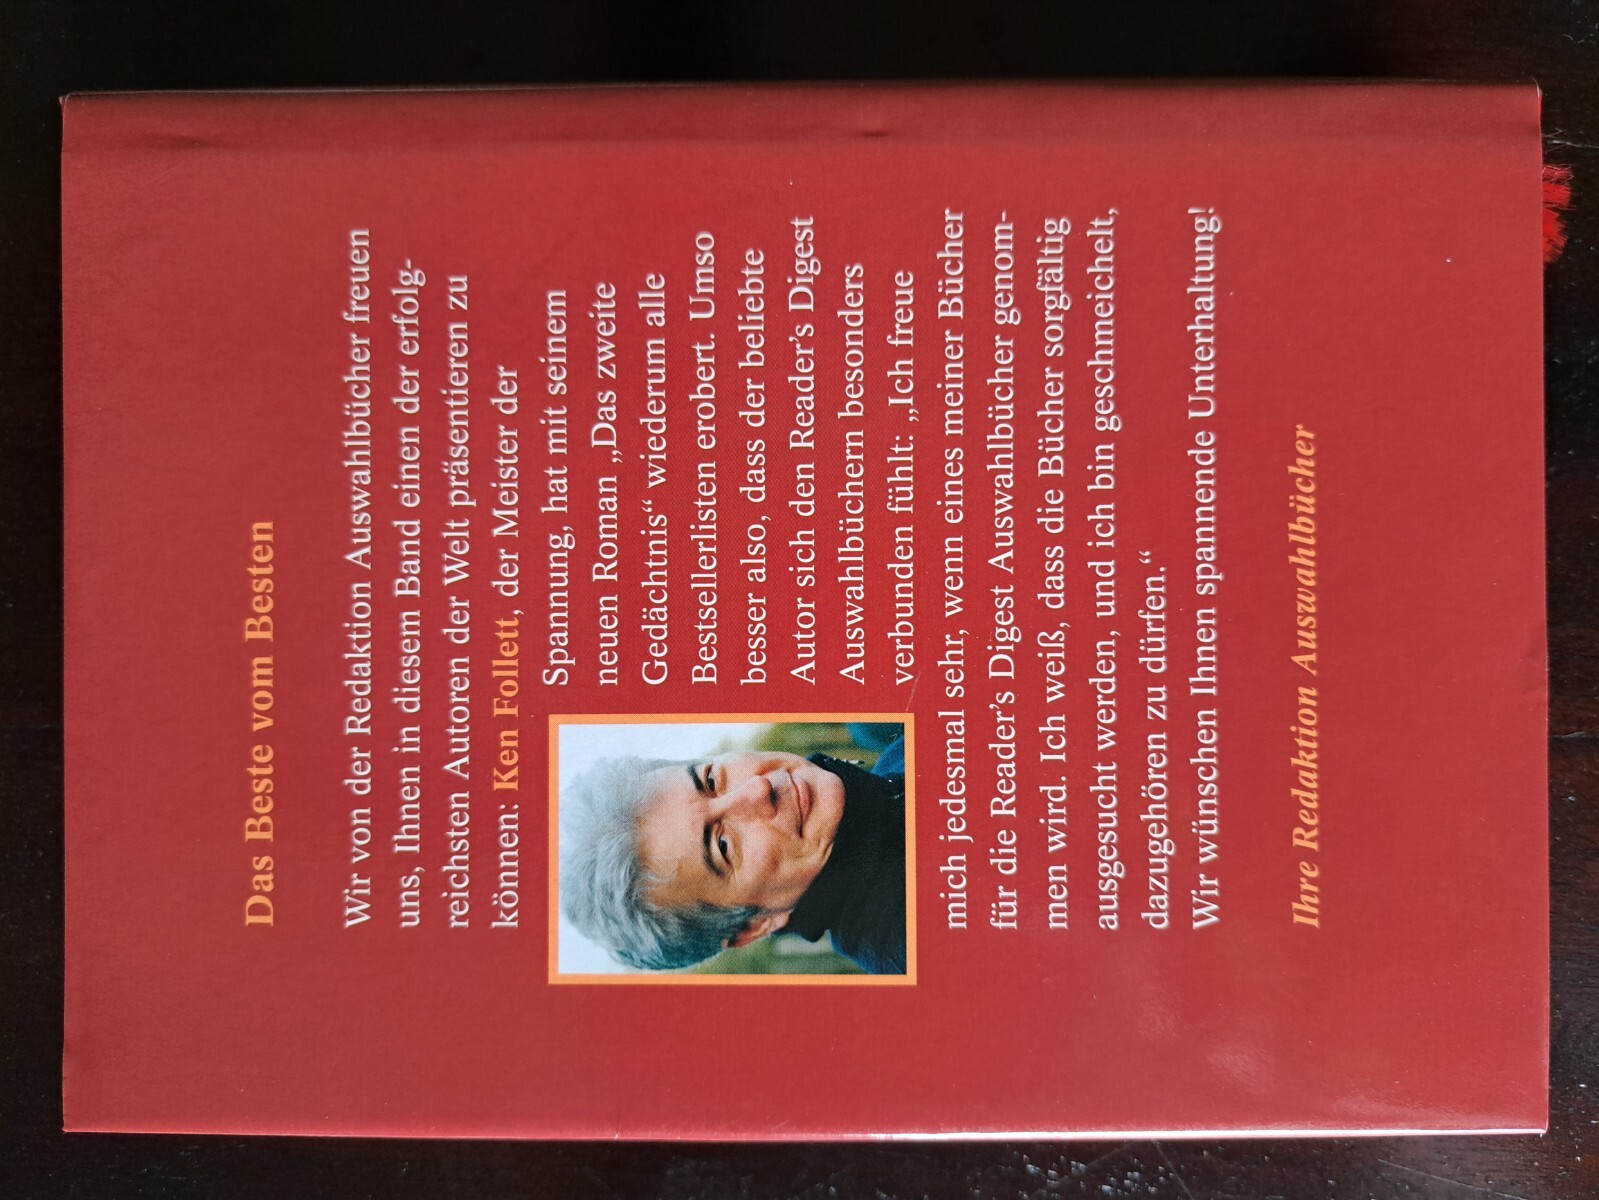 Das Beste vom Besten
Wir von der Redaktion Auswahlbücher freuen
uns, Ihnen in diesem Band einen der erfolg-
reichsten Autoren der Welt präsentieren zu
können: Ken Follett, der Meister der
Spannung, hat mit seinem
neuen Roman „Das zweite
Gedächtnis“ wiederum alle
Bestsellerlisten erobert. Umso
besser also, dass der beliebte
Autor sich den Reader's Digest
Auswahlbüchern besonders
verbunden fühlt: „Ich freue
mich jedesmal sehr, wenn eines meiner Bücher
für die Reader's Digest Auswahlbücher genom-
men wird. Ich weiß, dass die Bücher sorgfältig
ausgesucht werden, und ich bin geschmeichelt,
dazugehören zu dürfen.“
Wir wünschen Ihnen spannende Unterhaltung!
Ihre Redaktion Auswahlbücher